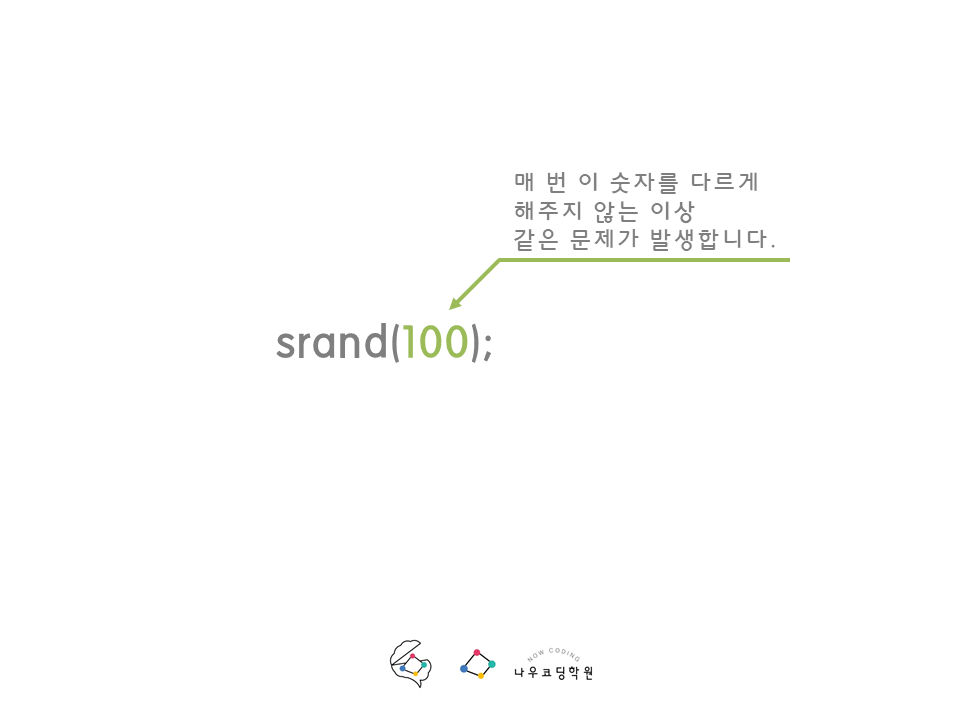 매 번 이 숫자를 다르게
해주지 않는 이상
같은 문제가 발생합니다.
srand(100);
NOW CODING
나우코딩학원